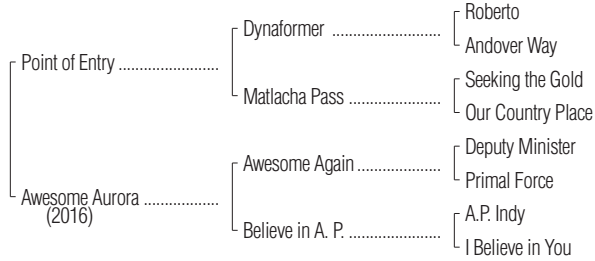 Roberto
Dynaformer ..........................
Andover Way
Point of Entry ........................
Seeking the Gold
Matlacha Pass ......................
Our Country Place
Deputy Minister
Awesome Again ....................
Primal Force
Awesome Aurora ..................
(2016)
A.P. Indy
Believe in A. P. ......................
I Believe in You